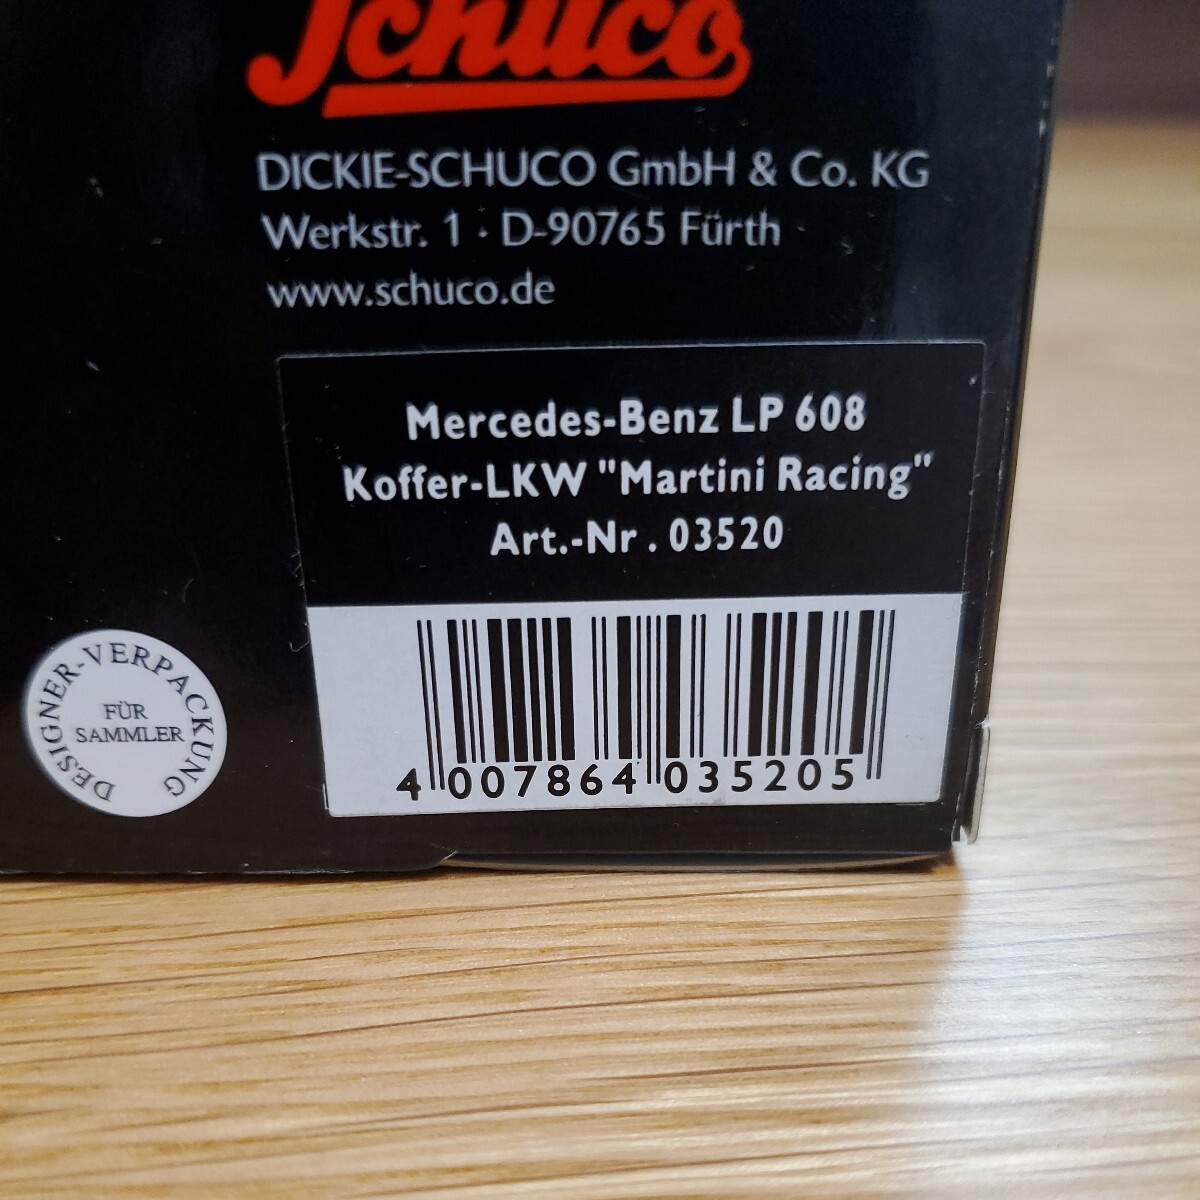 Schuco
DICKIE-SCHUCO GmbH & Co. KG
Werkstr. 1 · D-90765 Fürth
www.schuco.de
Mercedes-Benz LP 608
Koffer-LKW "Martini Racing"
Art.-Nr . 03520
4 007864 035205
DESIGNER-VERPACKUNG
FÜR
SAMMLER